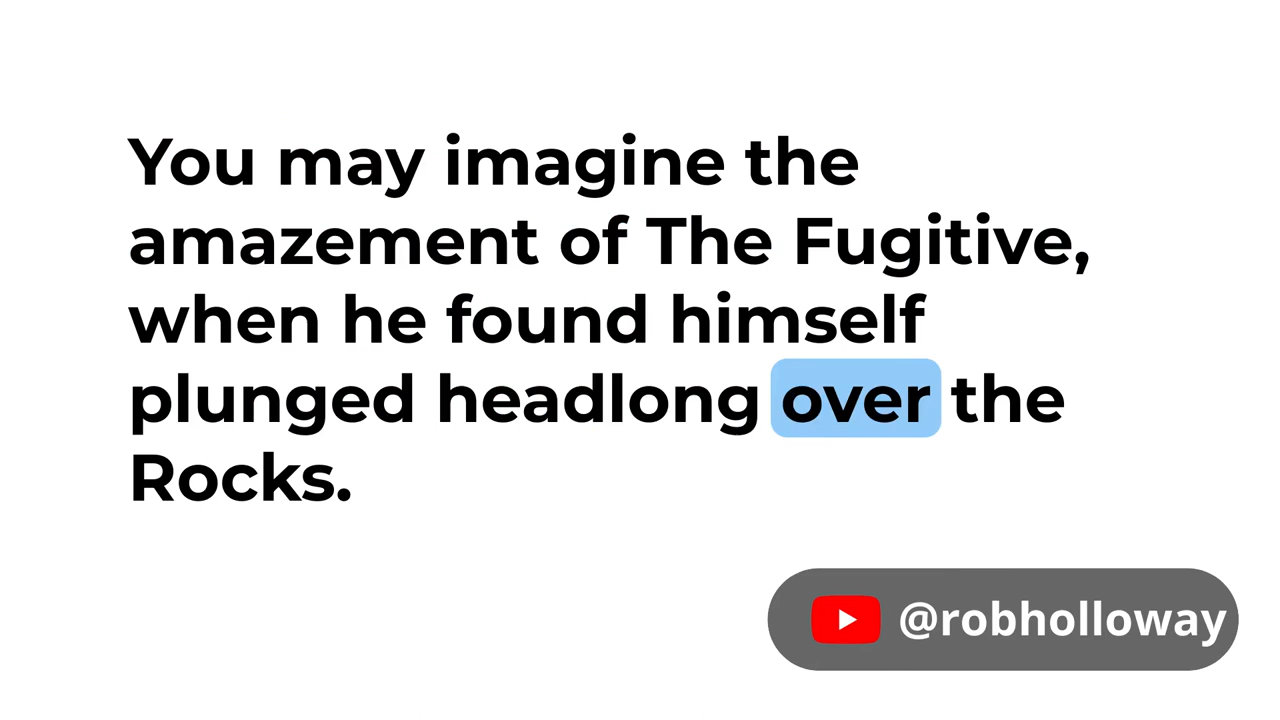 You may imagine the
amazement of The Fugitive,
when he found himself
plunged headlong over the
Rocks.
@robholloway